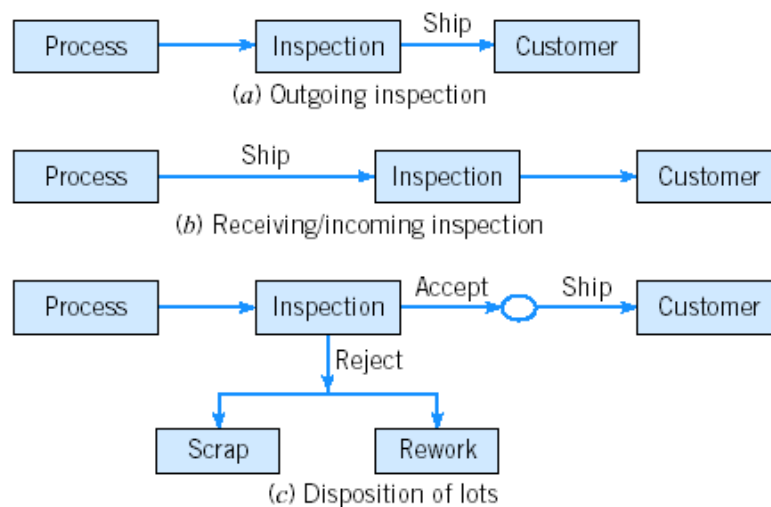 Process Inspection Ship Customer
(a) Outgoing inspection
Process Ship Inspection Customer
(b) Receiving/incoming inspection
Process Inspection Accept Ship Customer
Reject
Scrap Rework
(c) Disposition of lots